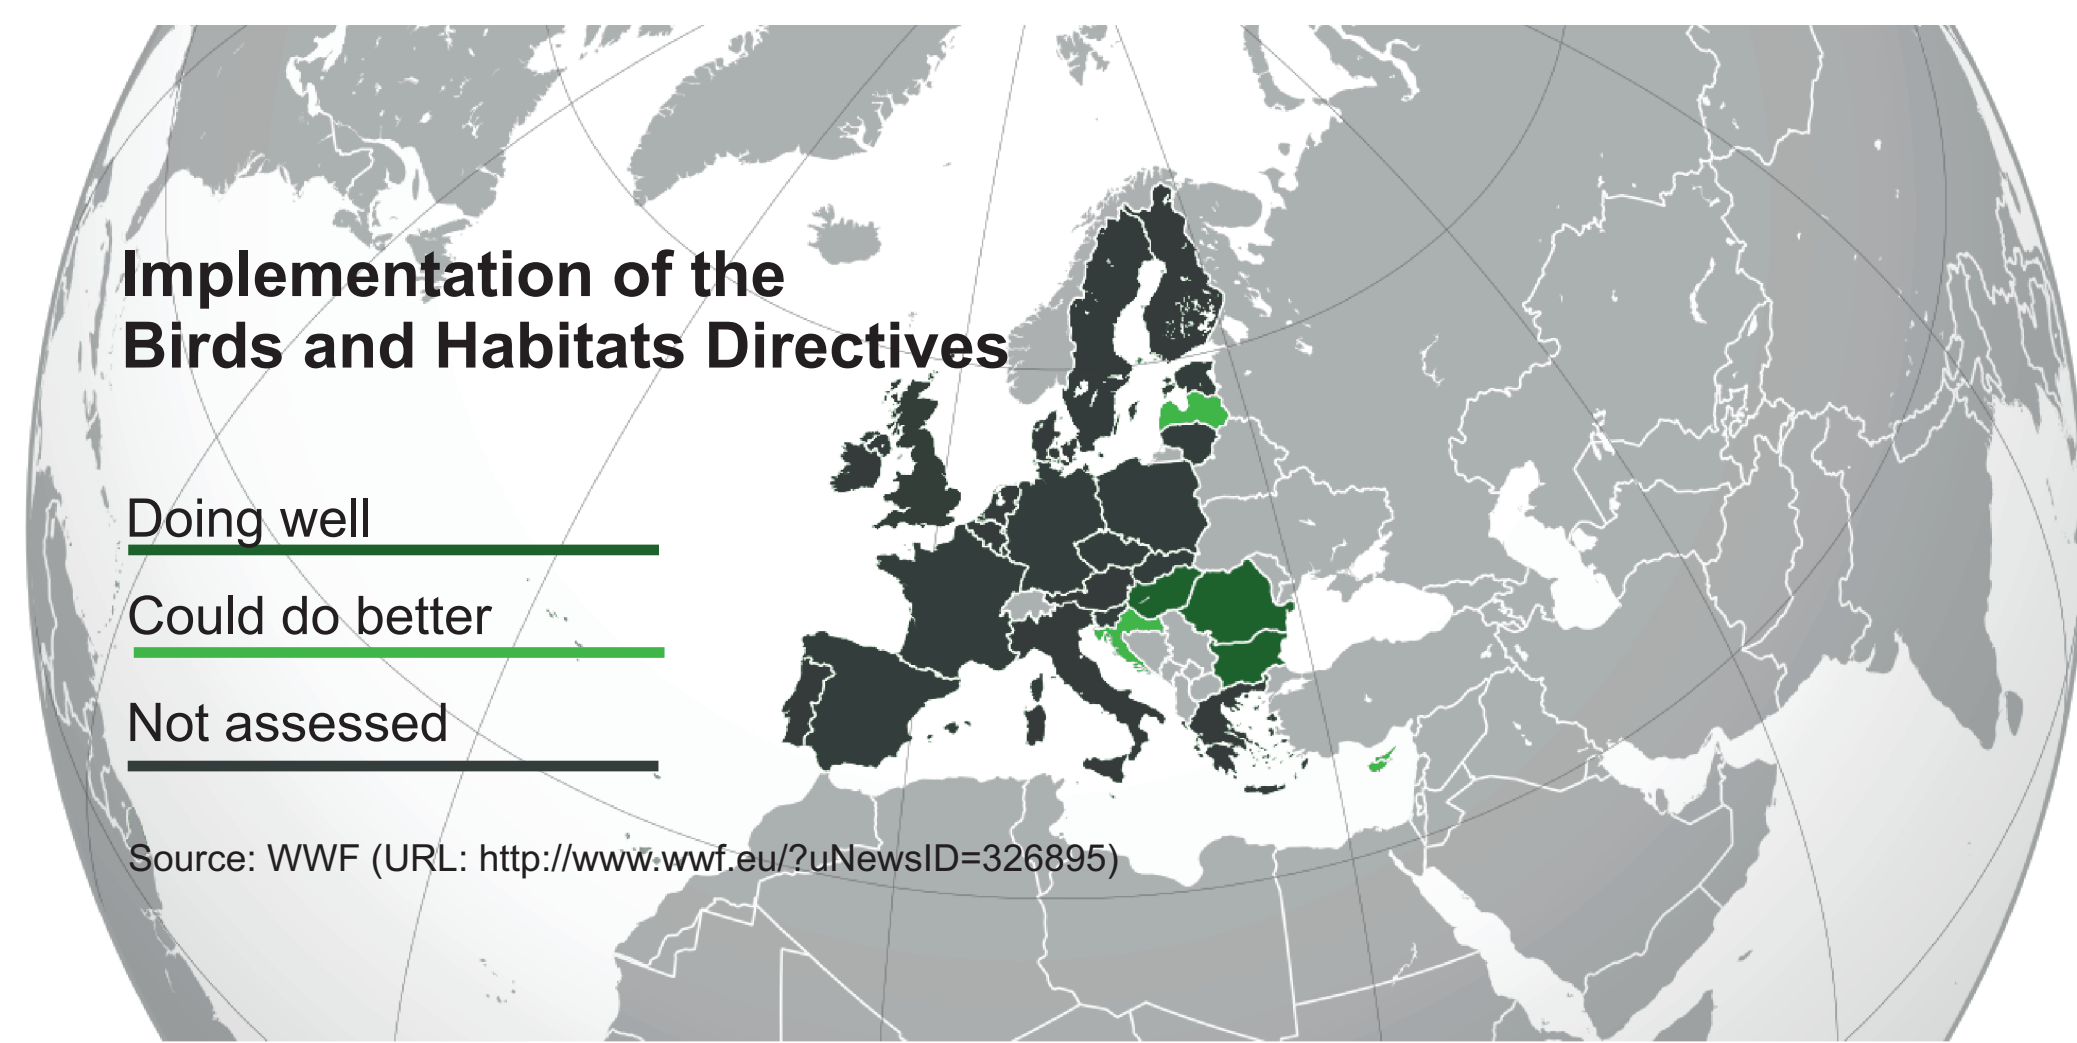 Implementation of the
Birds and Habitats Directives
Doing well
Could do better
Not assessed
Source: WWF (URL: http://www.wwf.eu/?uNewsID=326895)